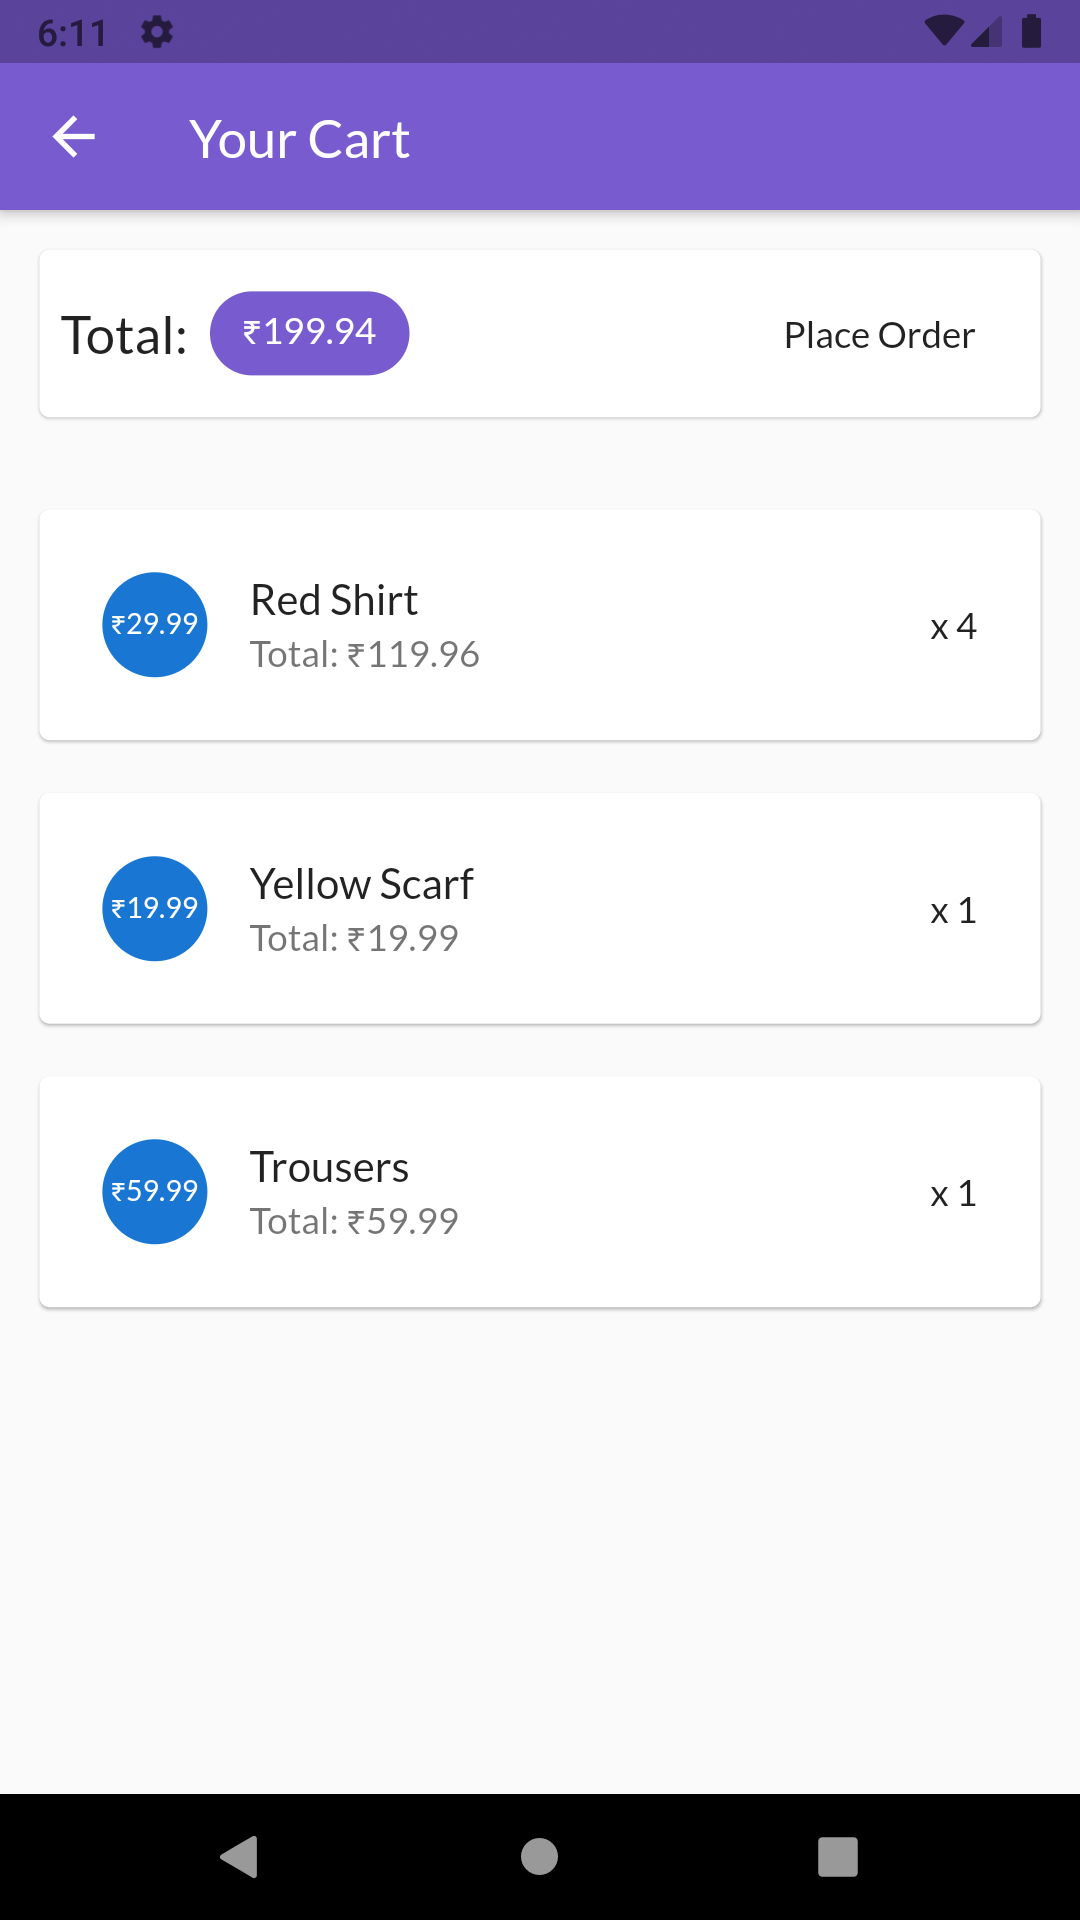 6:11
Your Cart
Total: ₹199.94 Place Order
₹29.99 Red Shirt
Total: ₹119.96
x 4
₹19.99 Yellow Scarf
Total: ₹19.99
x 1
₹59.99 Trousers
Total: ₹59.99
x 1